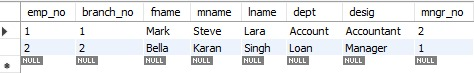 emp_no branch_no fname mname lname dept desig mngr_no
1 1 Mark Steve Lara Account Accountant 2
2 2 Bella Karan Singh Loan Manager 1
NULL NULL NULL NULL NULL NULL NULL NULL